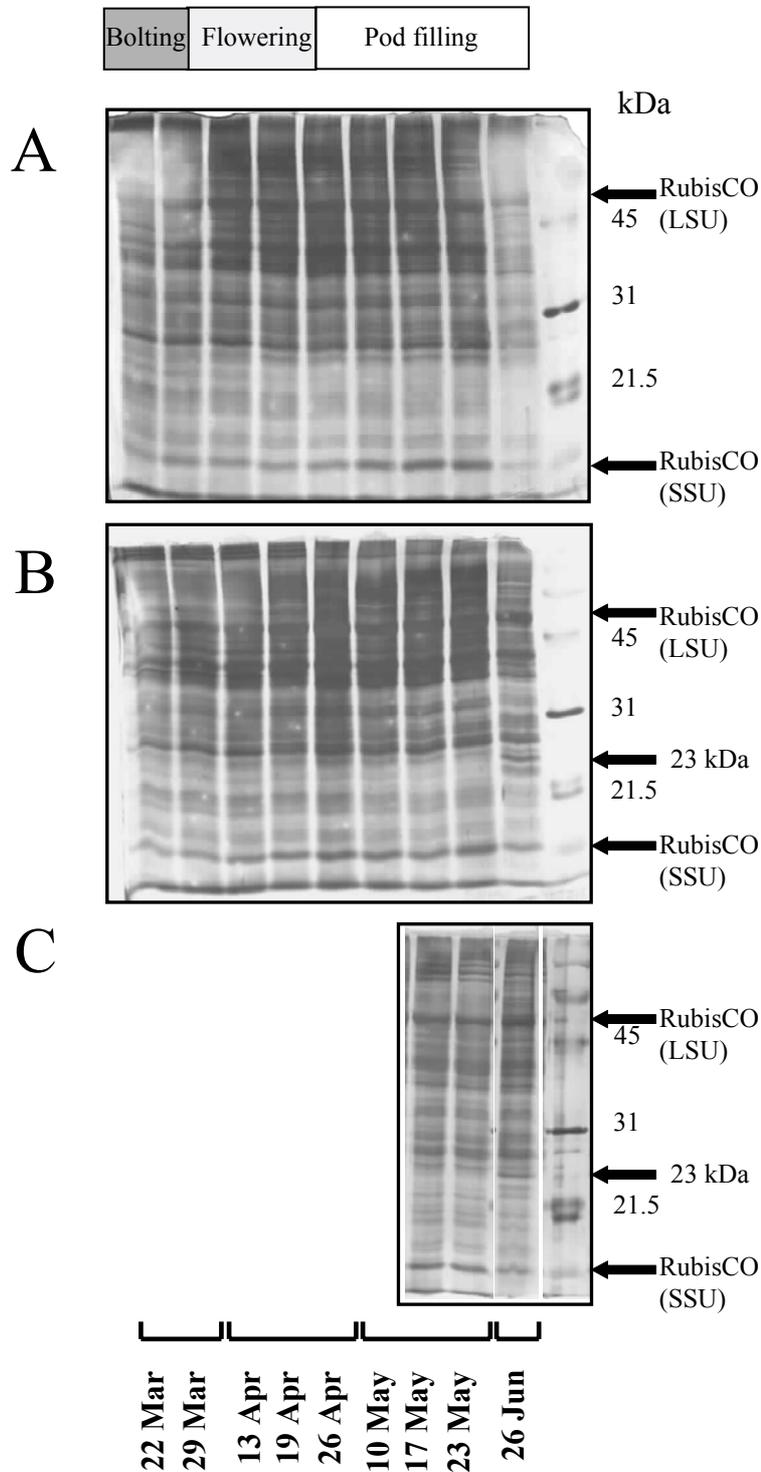 Bolting Flowering Pod filling
kDa
A
RubisCO
45 (LSU)
31
21.5
RubisCO
(SSU)
B
RubisCO
45 (LSU)
31
23 kDa
21.5
RubisCO
(SSU)
C
RubisCO
45 (LSU)
31
23 kDa
21.5
RubisCO
(SSU)
22 Mar
29 Mar
13 Apr
19 Apr
26 Apr
10 May
17 May
23 May
26 Jun